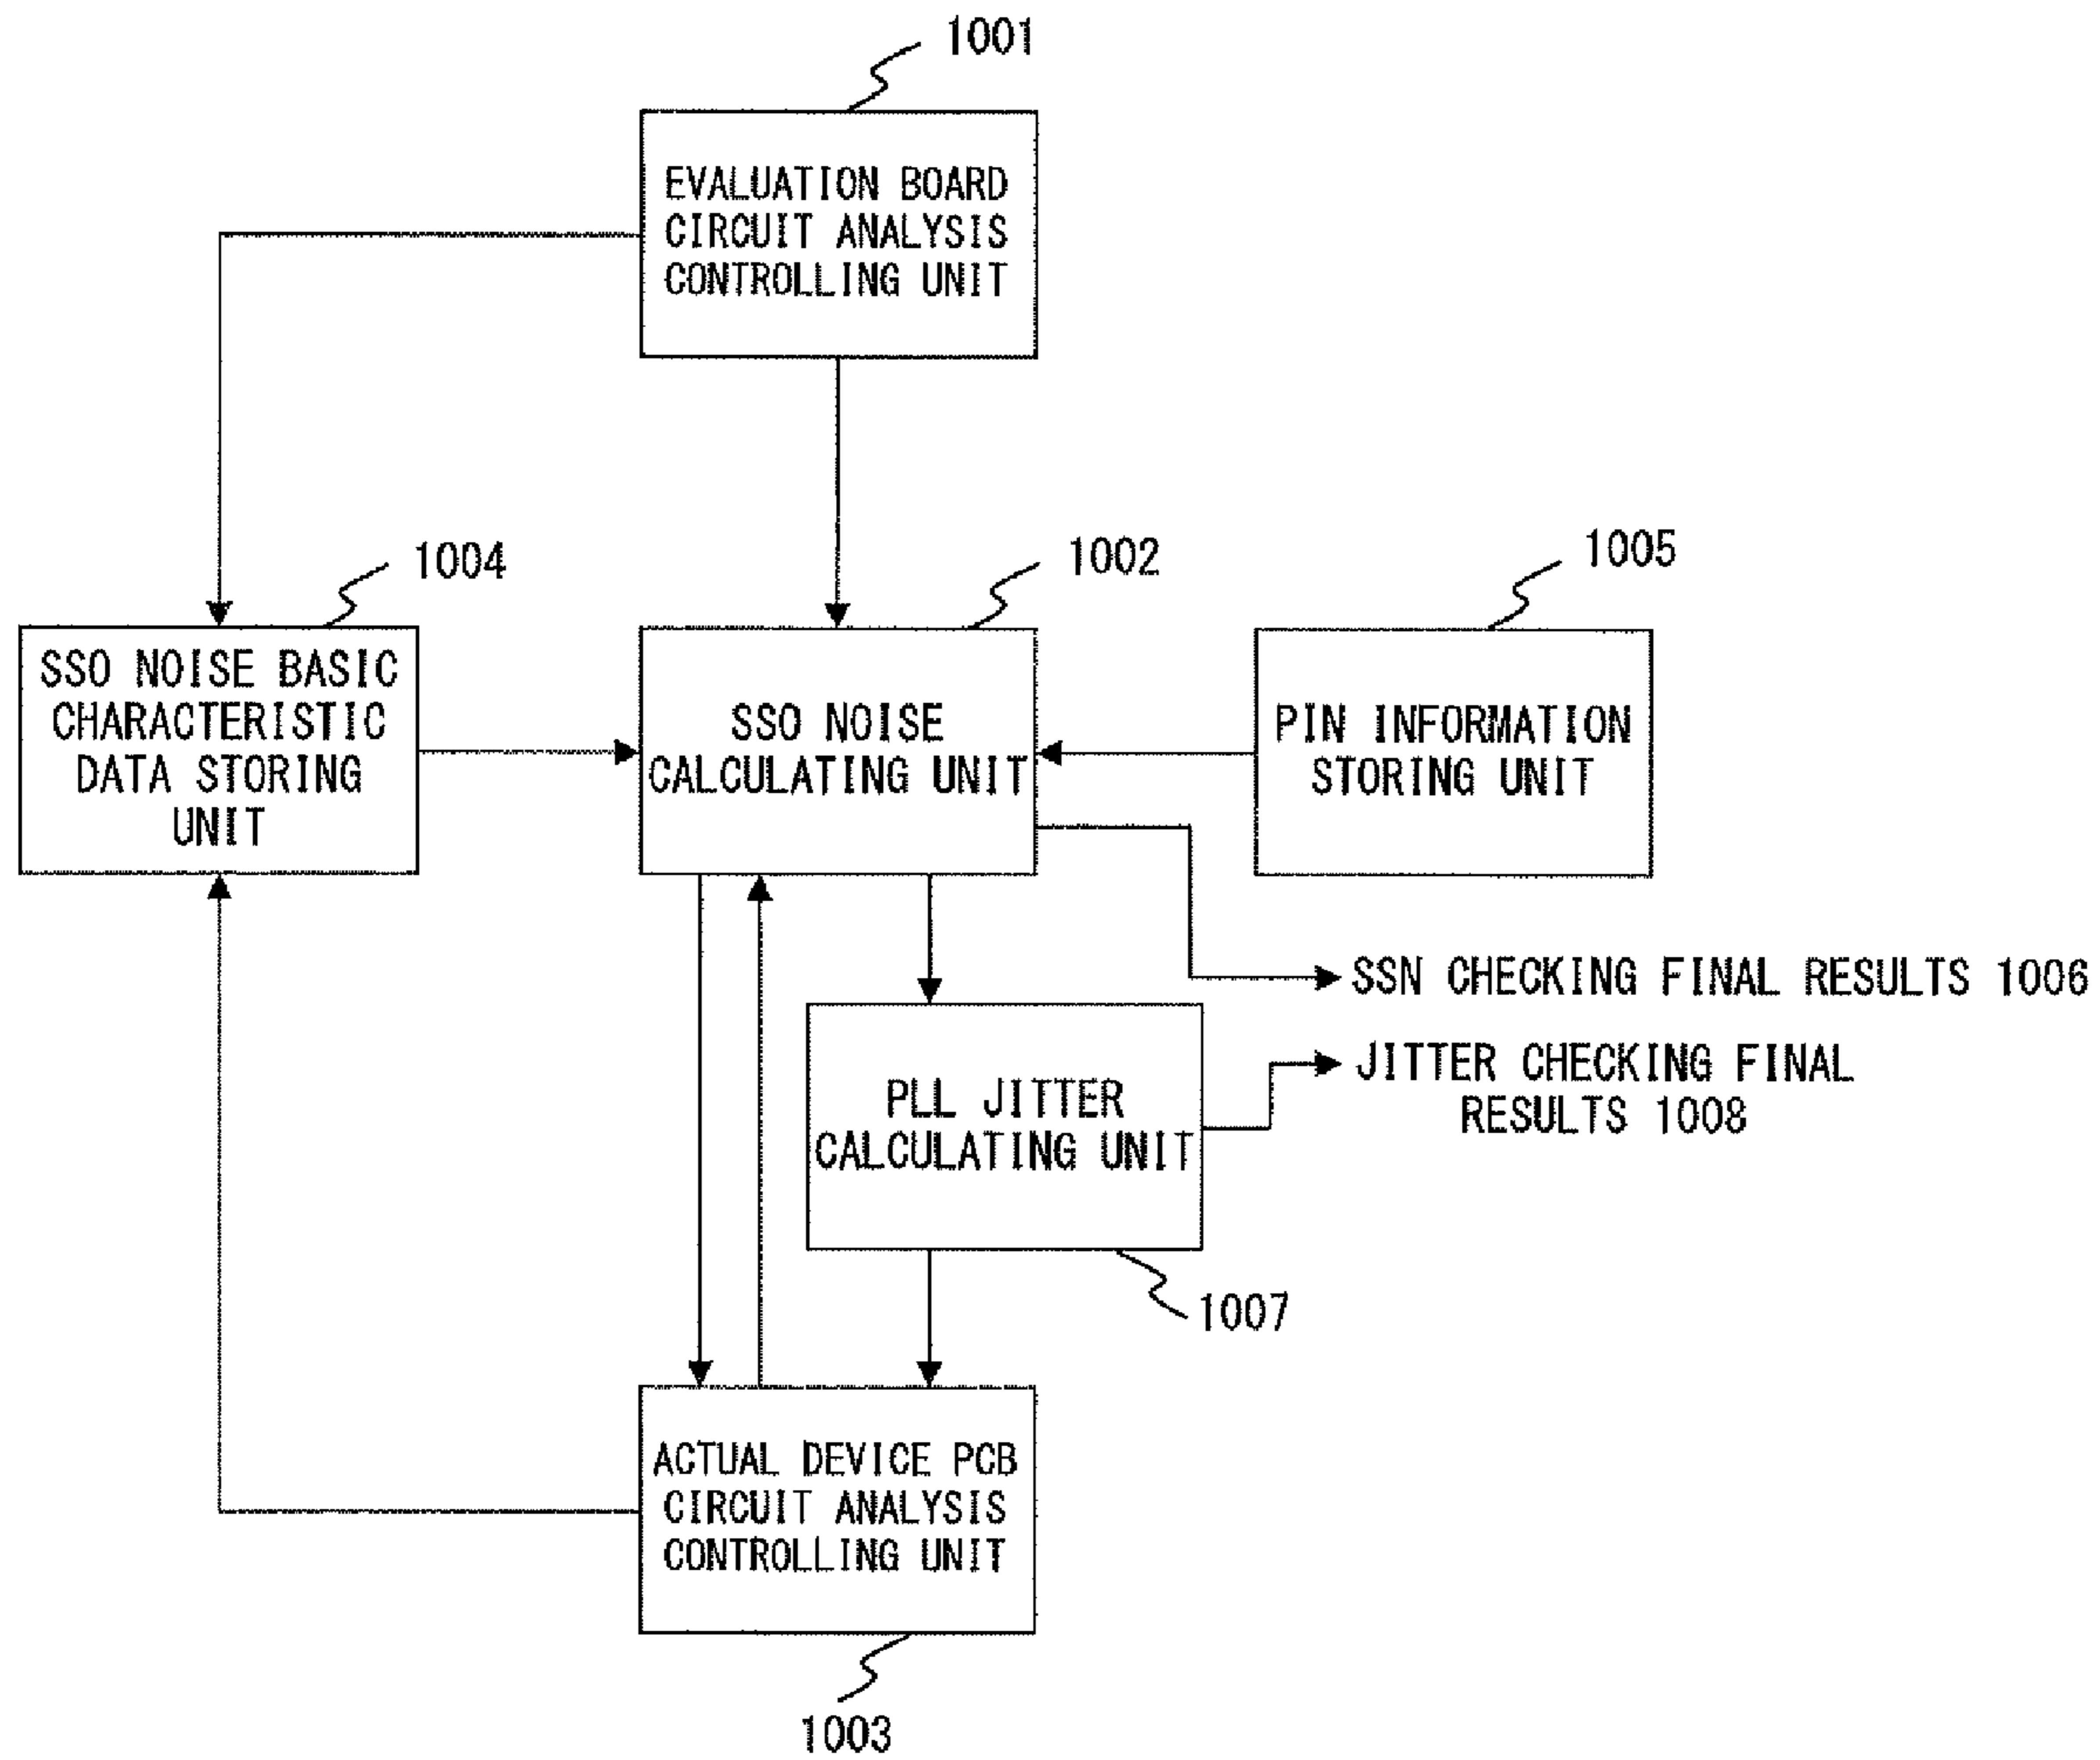 1001
EVALUATION BOARD
CIRCUIT ANALYSIS
CONTROLLING UNIT
1004
1002
1005
SSO NOISE BASIC
CHARACTERISTIC
DATA STORING
UNIT
SSO NOISE
CALCULATING UNIT
PIN INFORMATION
STORING UNIT
SSN CHECKING FINAL RESULTS 1006
JITTER CHECKING FINAL
RESULTS 1008
PLL JITTER
CALCULATING UNIT
1007
ACTUAL DEVICE PCB
CIRCUIT ANALYSIS
CONTROLLING UNIT
1003